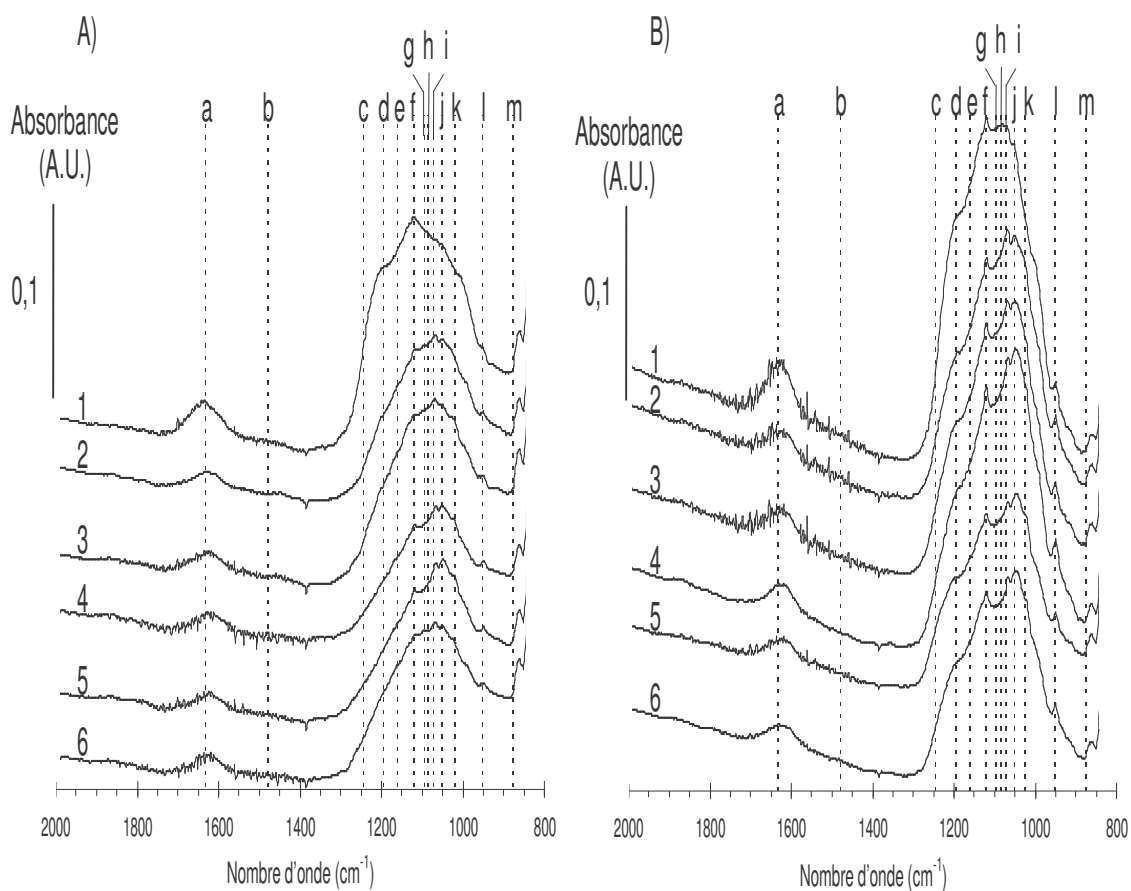 A)
g h i
a b c d e f j k l m
Absorbance
(A.U.)
0,1
1
2
3
4
5
6
2000 1800 1600 1400 1200 1000 800
Nombre d'onde (cm-1)
B)
g h i
a b c d e f j k l m
Absorbance
(A.U.)
0,1
1
2
3
4
5
6
2000 1800 1600 1400 1200 1000 800
Nombre d'onde (cm-1)